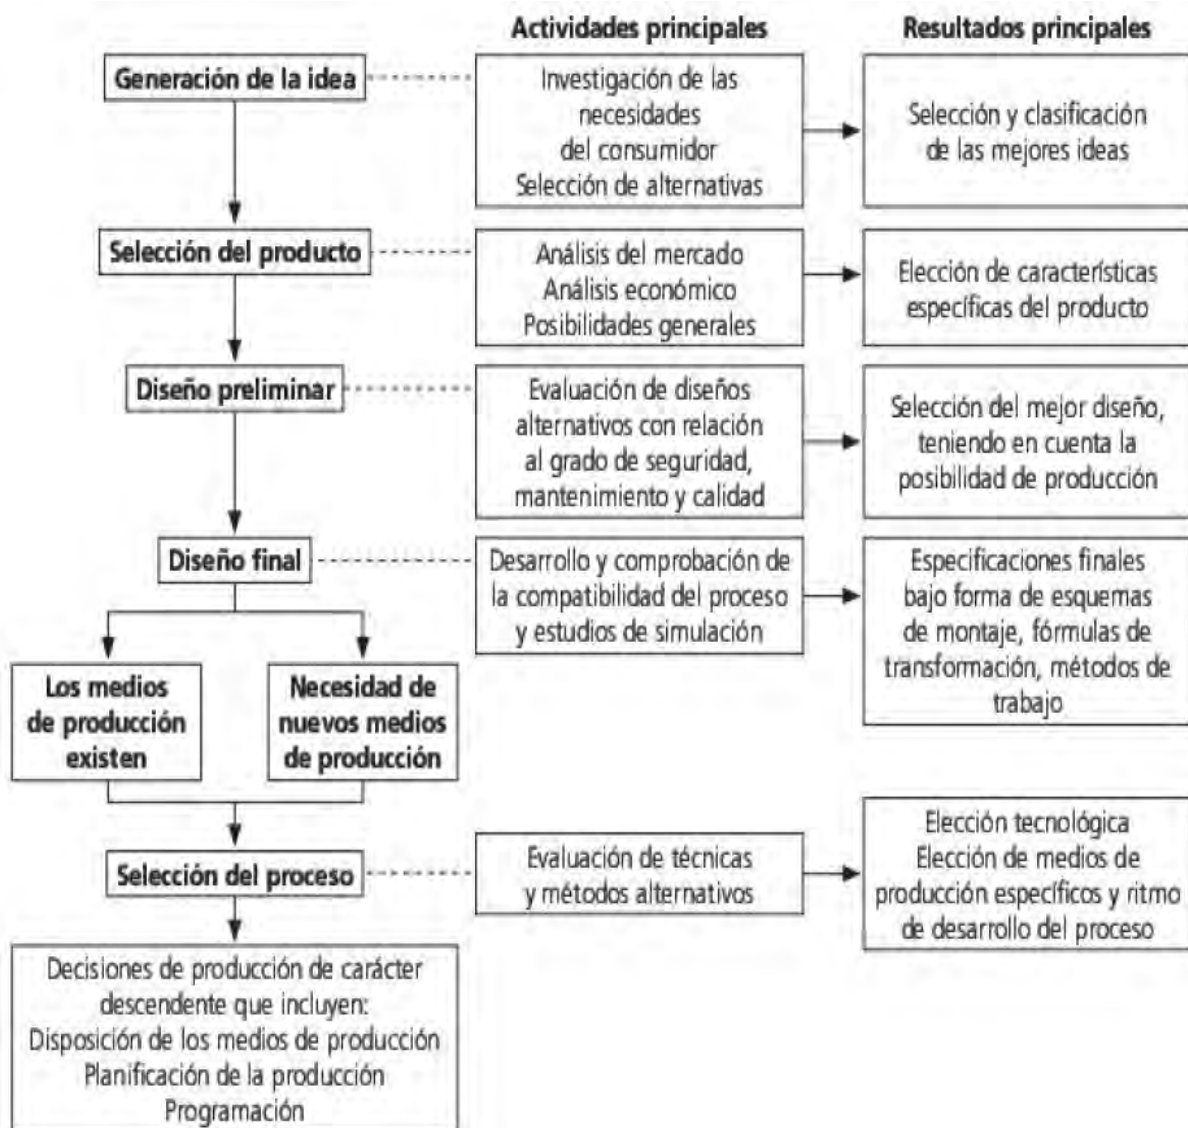 Actividades principales
Resultados principales
Generación de la idea
Investigación de las
necesidades
del consumidor
Selección de alternativas
Selección y clasificación
de las mejores ideas
Selección del producto
Análisis del mercado
Análisis económico
Posibilidades generales
Elección de características
específicas del producto
Diseño preliminar
Evaluación de diseños
alternativos con relación
al grado de seguridad,
mantenimiento y calidad
Selección del mejor diseño,
teniendo en cuenta la
posibilidad de producción
Diseño final
Desarrollo y comprobación de
la compatibilidad del proceso
y estudios de simulación
Especificaciones finales
bajo forma de esquemas
de montaje, fórmulas de
transformación, métodos de
trabajo
Los medios
de producción
existen
Necesidad de
nuevos medios
de producción
Selección del proceso
Evaluación de técnicas
y métodos alternativos
Elección tecnológica
Elección de medios de
producción específicos y ritmo
de desarrollo del proceso
Decisiones de producción de carácter
descendente que incluyen:
Disposición de los medios de producción
Planificación de la producción
Programación